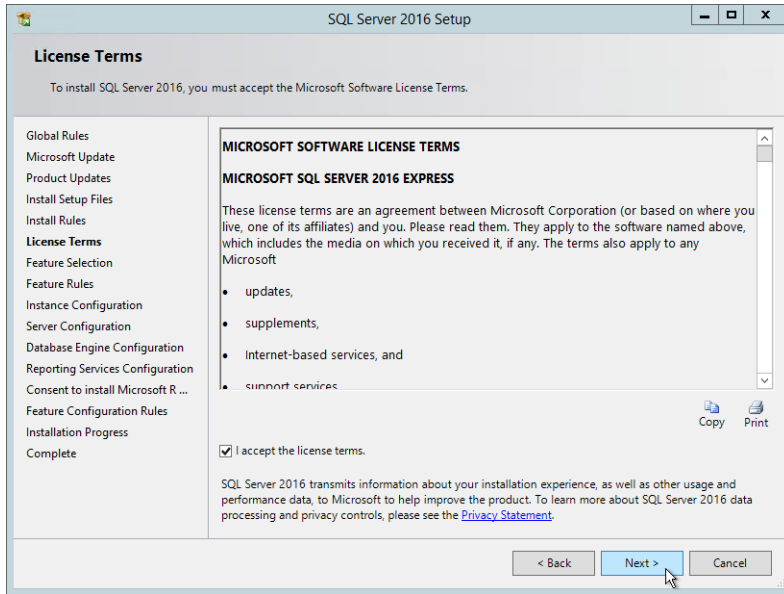 SQL Server 2016 Setup
License Terms
To install SQL Server 2016, you must accept the Microsoft Software License Terms.
Global Rules
Microsoft Update
Product Updates
Install Setup Files
Install Rules
License Terms
Feature Selection
Feature Rules
Instance Configuration
Server Configuration
Database Engine Configuration
Reporting Services Configuration
Consent to install Microsoft R ...
Feature Configuration Rules
Installation Progress
Complete
MICROSOFT SOFTWARE LICENSE TERMS
MICROSOFT SQL SERVER 2016 EXPRESS
These license terms are an agreement between Microsoft Corporation (or based on where you
live, one of its affiliates) and you. Please read them. They apply to the software named above,
which includes the media on which you received it, if any. The terms also apply to any
Microsoft
• updates,
• supplements,
• Internet-based services, and
• support services
Copy Print
I accept the license terms.
SQL Server 2016 transmits information about your installation experience, as well as other usage and
performance data, to Microsoft to help improve the product. To learn more about SQL Server 2016 data
processing and privacy controls, please see the Privacy Statement.
< Back Next > Cancel